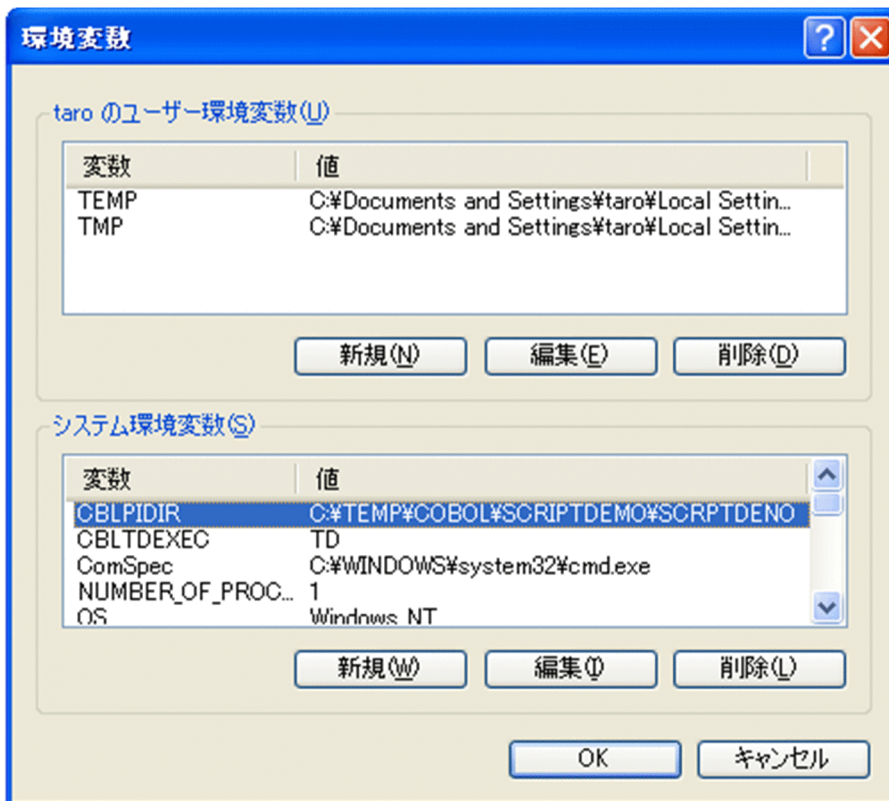 環境変数
taro のユーザー環境変数(U)
変数 値
TEMP C:¥Documents and Settings¥taro¥Local Settin...
TMP C:¥Documents and Settings¥taro¥Local Settin...
新規(N) 編集(E) 削除(D)
システム環境変数(S)
変数 値
CBLPIDIR C:¥TEMP¥COBOL¥SCRIPTDEMO¥SCRPTDENO
CBLTDEXEC TD
ComSpec C:¥WINDOWS¥system32¥cmd.exe
NUMBER_OF_PROC... 1
OS Windows_NT
新規(W) 編集(I) 削除(L)
OK キャンセル